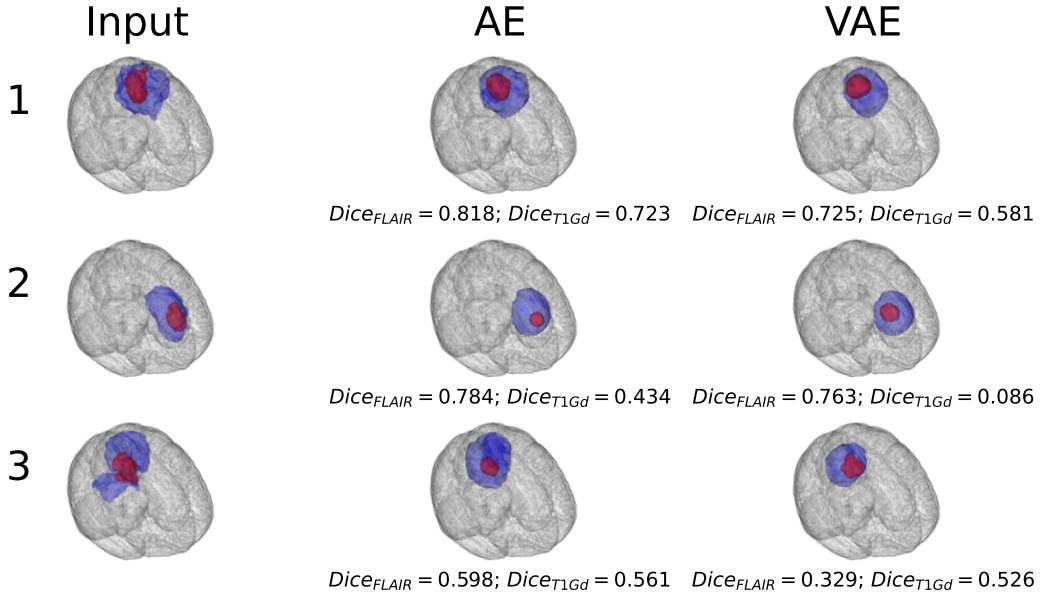 Input AE VAE
1
Dice_FLAIR = 0.818; Dice_T1Gd = 0.723 Dice_FLAIR = 0.725; Dice_T1Gd = 0.581
2
Dice_FLAIR = 0.784; Dice_T1Gd = 0.434 Dice_FLAIR = 0.763; Dice_T1Gd = 0.086
3
Dice_FLAIR = 0.598; Dice_T1Gd = 0.561 Dice_FLAIR = 0.329; Dice_T1Gd = 0.526